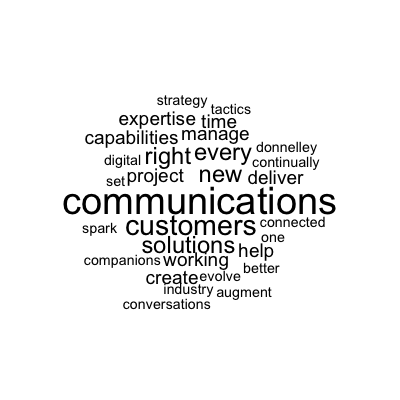 strategy
tactics
expertise time
capabilities manage
donnelley
digital right every continually
set project new deliver
communications
spark customers connected
one
solutions help
companions working better
create evolve
industry augment
conversations